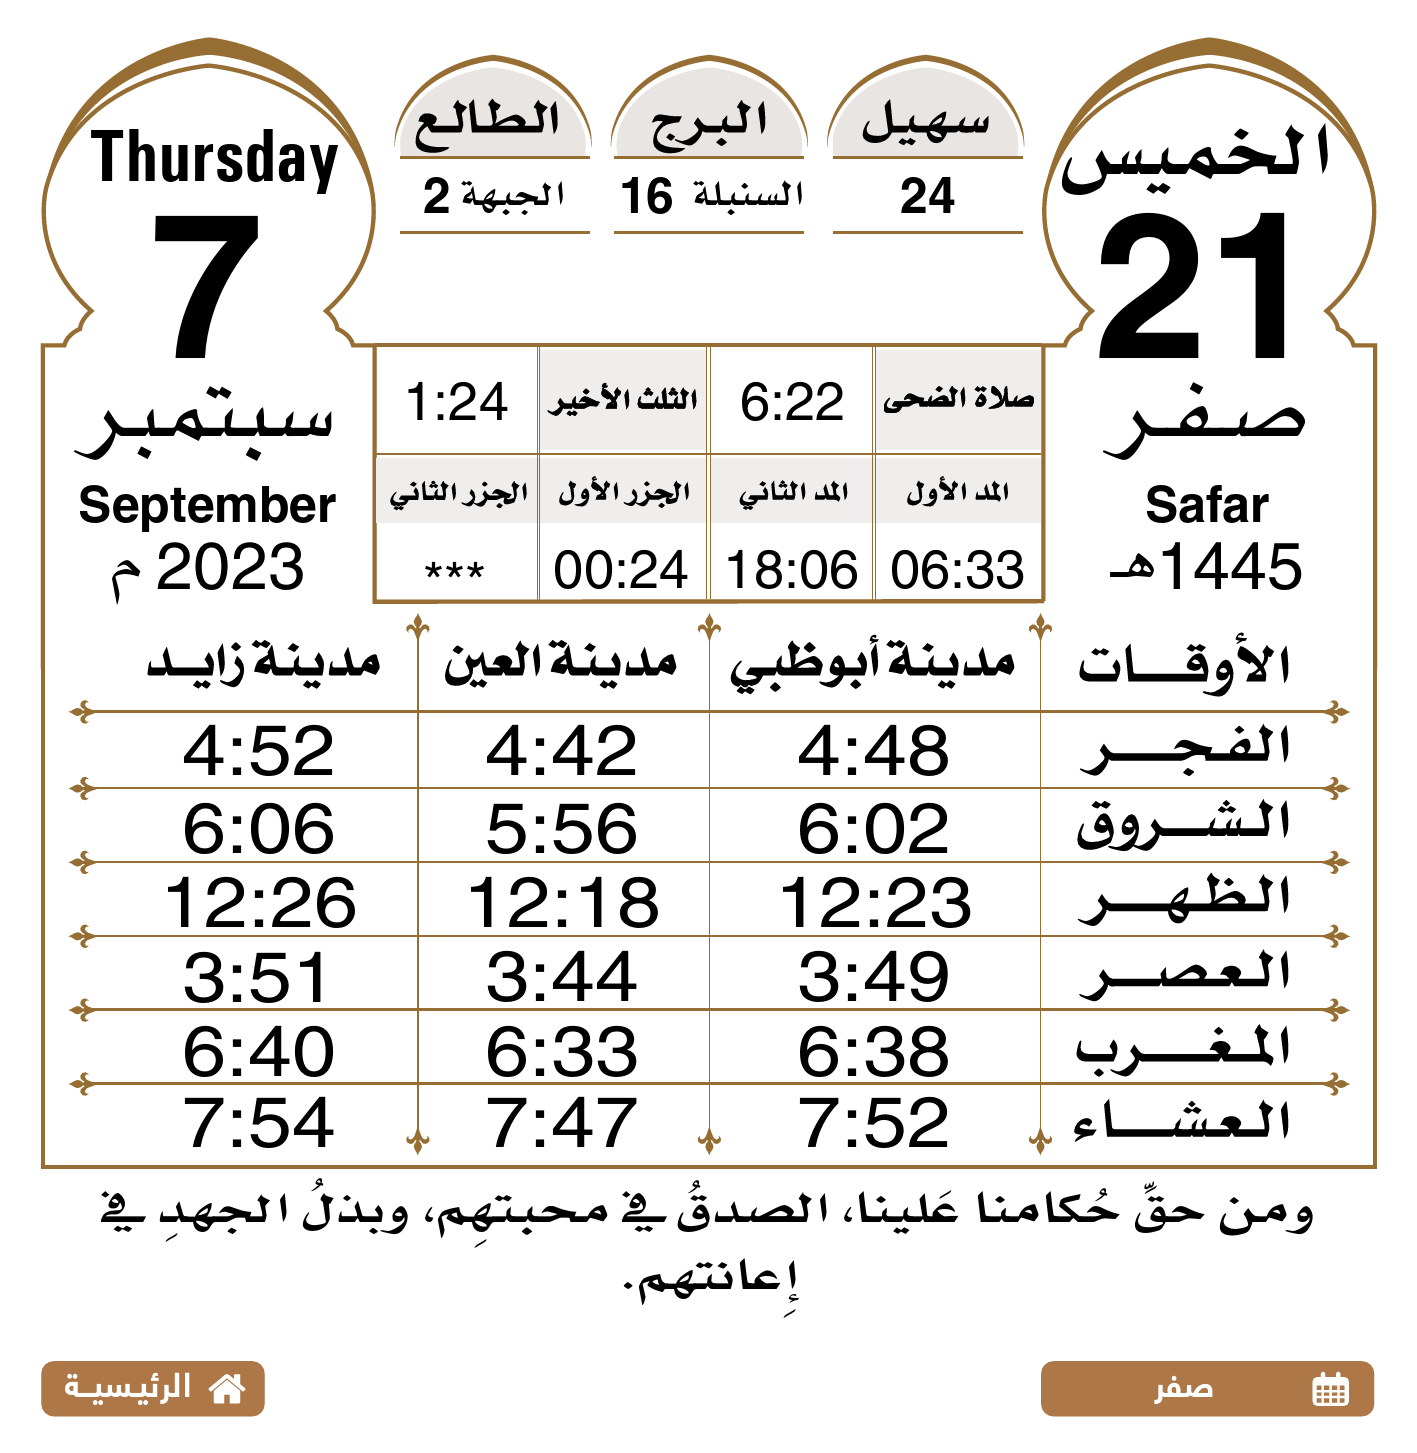 الخميس
21
صفر
Safar
1445هـ
سهيل
24
البرج
السنبلة 16
الطالع
الجبهة 2
Thursday
7
سبتمبر
September
2023 م
صلاة الضحى 6:22 الثلث الأخير 1:24
المد الأول المد الثاني الجزر الأول الجزر الثاني
06:33 18:06 00:24 ***
الأوقات مدينة أبوظبي مدينة العين مدينة زايد
الفجر 4:48 4:42 4:52
الشروق 6:02 5:56 6:06
الظهر 12:23 12:18 12:26
العصر 3:49 3:44 3:51
المغرب 6:38 6:33 6:40
العشاء 7:52 7:47 7:54
ومن حقِّ حُكامنا عَلينا، الصدقُ في محبتهِم، وبذلُ الجهدِ في
إِعانتهم.
صفر
الرئيسية